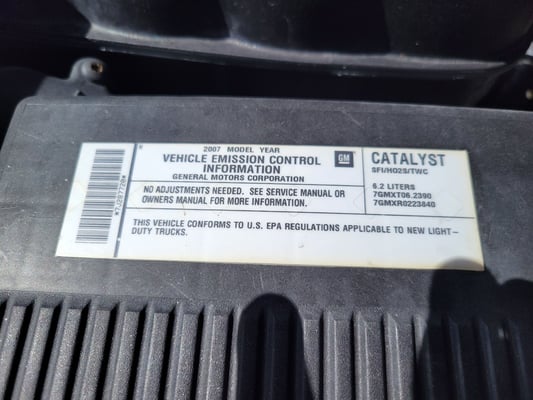 2007 MODEL YEAR
VEHICLE EMISSION CONTROL
INFORMATION
GENERAL MOTORS CORPORATION
GM
NO ADJUSTMENTS NEEDED. SEE SERVICE MANUAL OR
OWNERS MANUAL FOR MORE INFORMATION.
THIS VEHICLE CONFORMS TO U.S. EPA REGULATIONS APPLICABLE TO NEW LIGHT-
DUTY TRUCKS.
CATALYST
SFI/HO2S/TWC
6.2 LITERS
7GMXT06.2390
7GMXR0223840